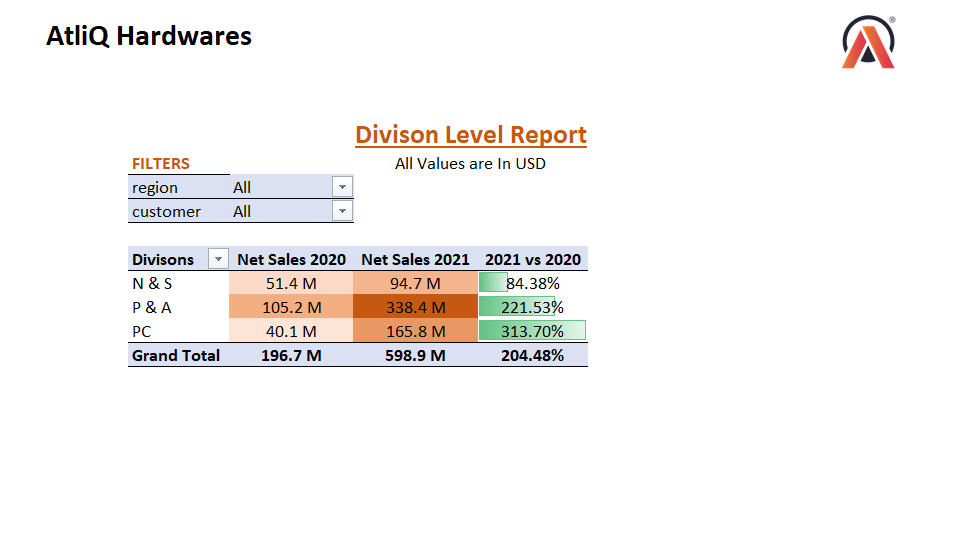 AtliQ Hardwares
®
Divison Level Report
FILTERS All Values are In USD
region All
customer All
Divisons Net Sales 2020 Net Sales 2021 2021 vs 2020
N & S 51.4 M 94.7 M 84.38%
P & A 105.2 M 338.4 M 221.53%
PC 40.1 M 165.8 M 313.70%
Grand Total 196.7 M 598.9 M 204.48%